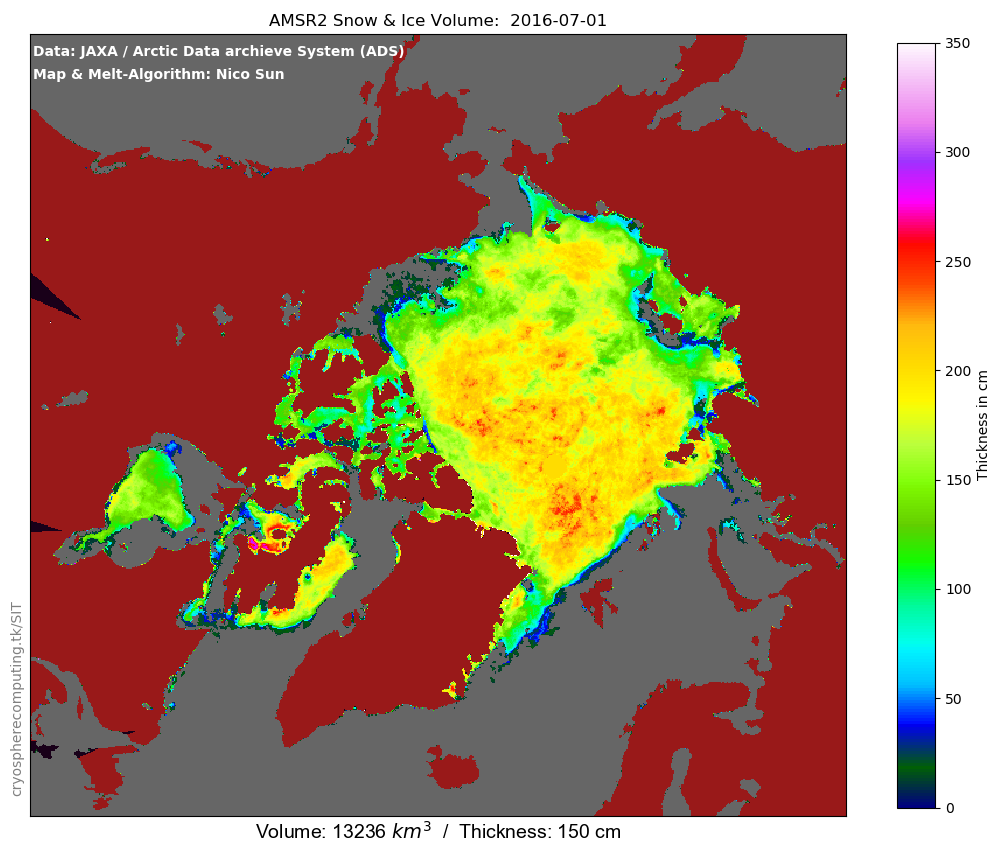 AMSR2 Snow & Ice Volume:  2016-07-01
Data: JAXA / Arctic Data archieve System (ADS)
Map & Melt-Algorithm: Nico Sun
350
300
250
200
150
100
50
0
Thickness in cm
cryospherecomputing.tk/SIT
Volume: 13236 km³  /  Thickness: 150 cm